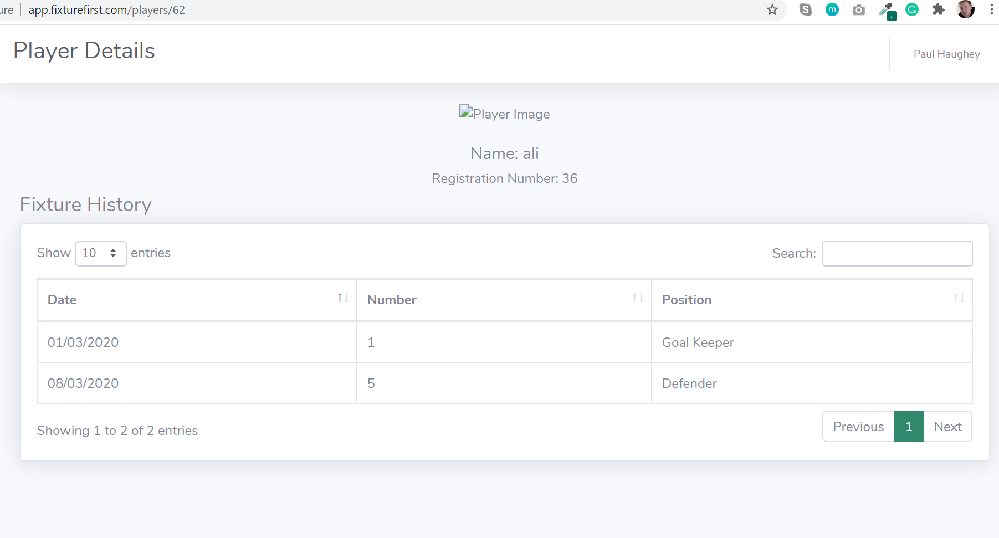 ure | app.fixturefirst.com/players/62
Player Details
Paul Haughey
Player Image
Name: ali
Registration Number: 36
Fixture History
Show 10 entries
Search:
Date Number Position
01/03/2020 1 Goal Keeper
08/03/2020 5 Defender
Showing 1 to 2 of 2 entries
Previous 1 Next